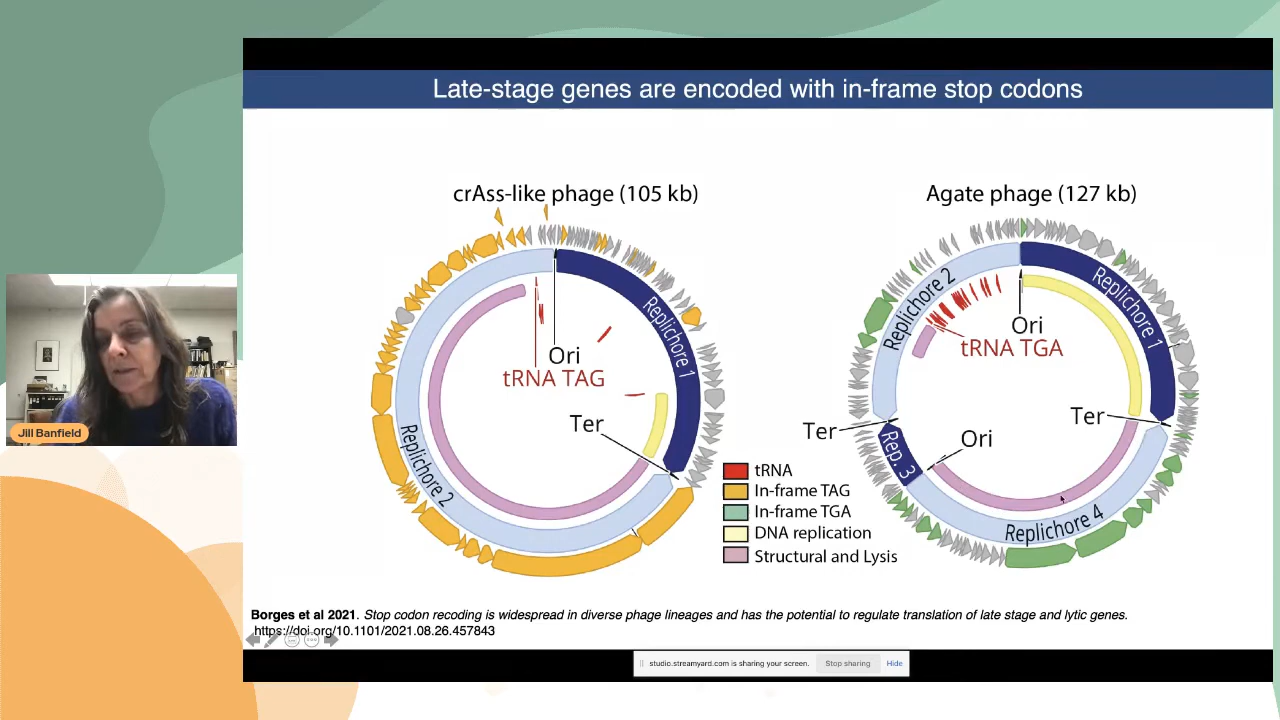 Late-stage genes are encoded with in-frame stop codons
crAss-like phage (105 kb)
Replichore 1
Replichore 2
Ori
tRNA TAG
Ter
Agate phage (127 kb)
Replichore 2
Replichore 1
Ori
tRNA TGA
Ter
Ter
Ori
Rep. 3
Replichore 4
tRNA
In-frame TAG
In-frame TGA
DNA replication
Structural and Lysis
Jill Banfield
Borges et al 2021. Stop codon recoding is widespread in diverse phage lineages and has the potential to regulate translation of late stage and lytic genes.
https://doi.org/10.1101/2021.08.26.457843
studio.streamyard.com is sharing your screen.
Stop sharing
Hide